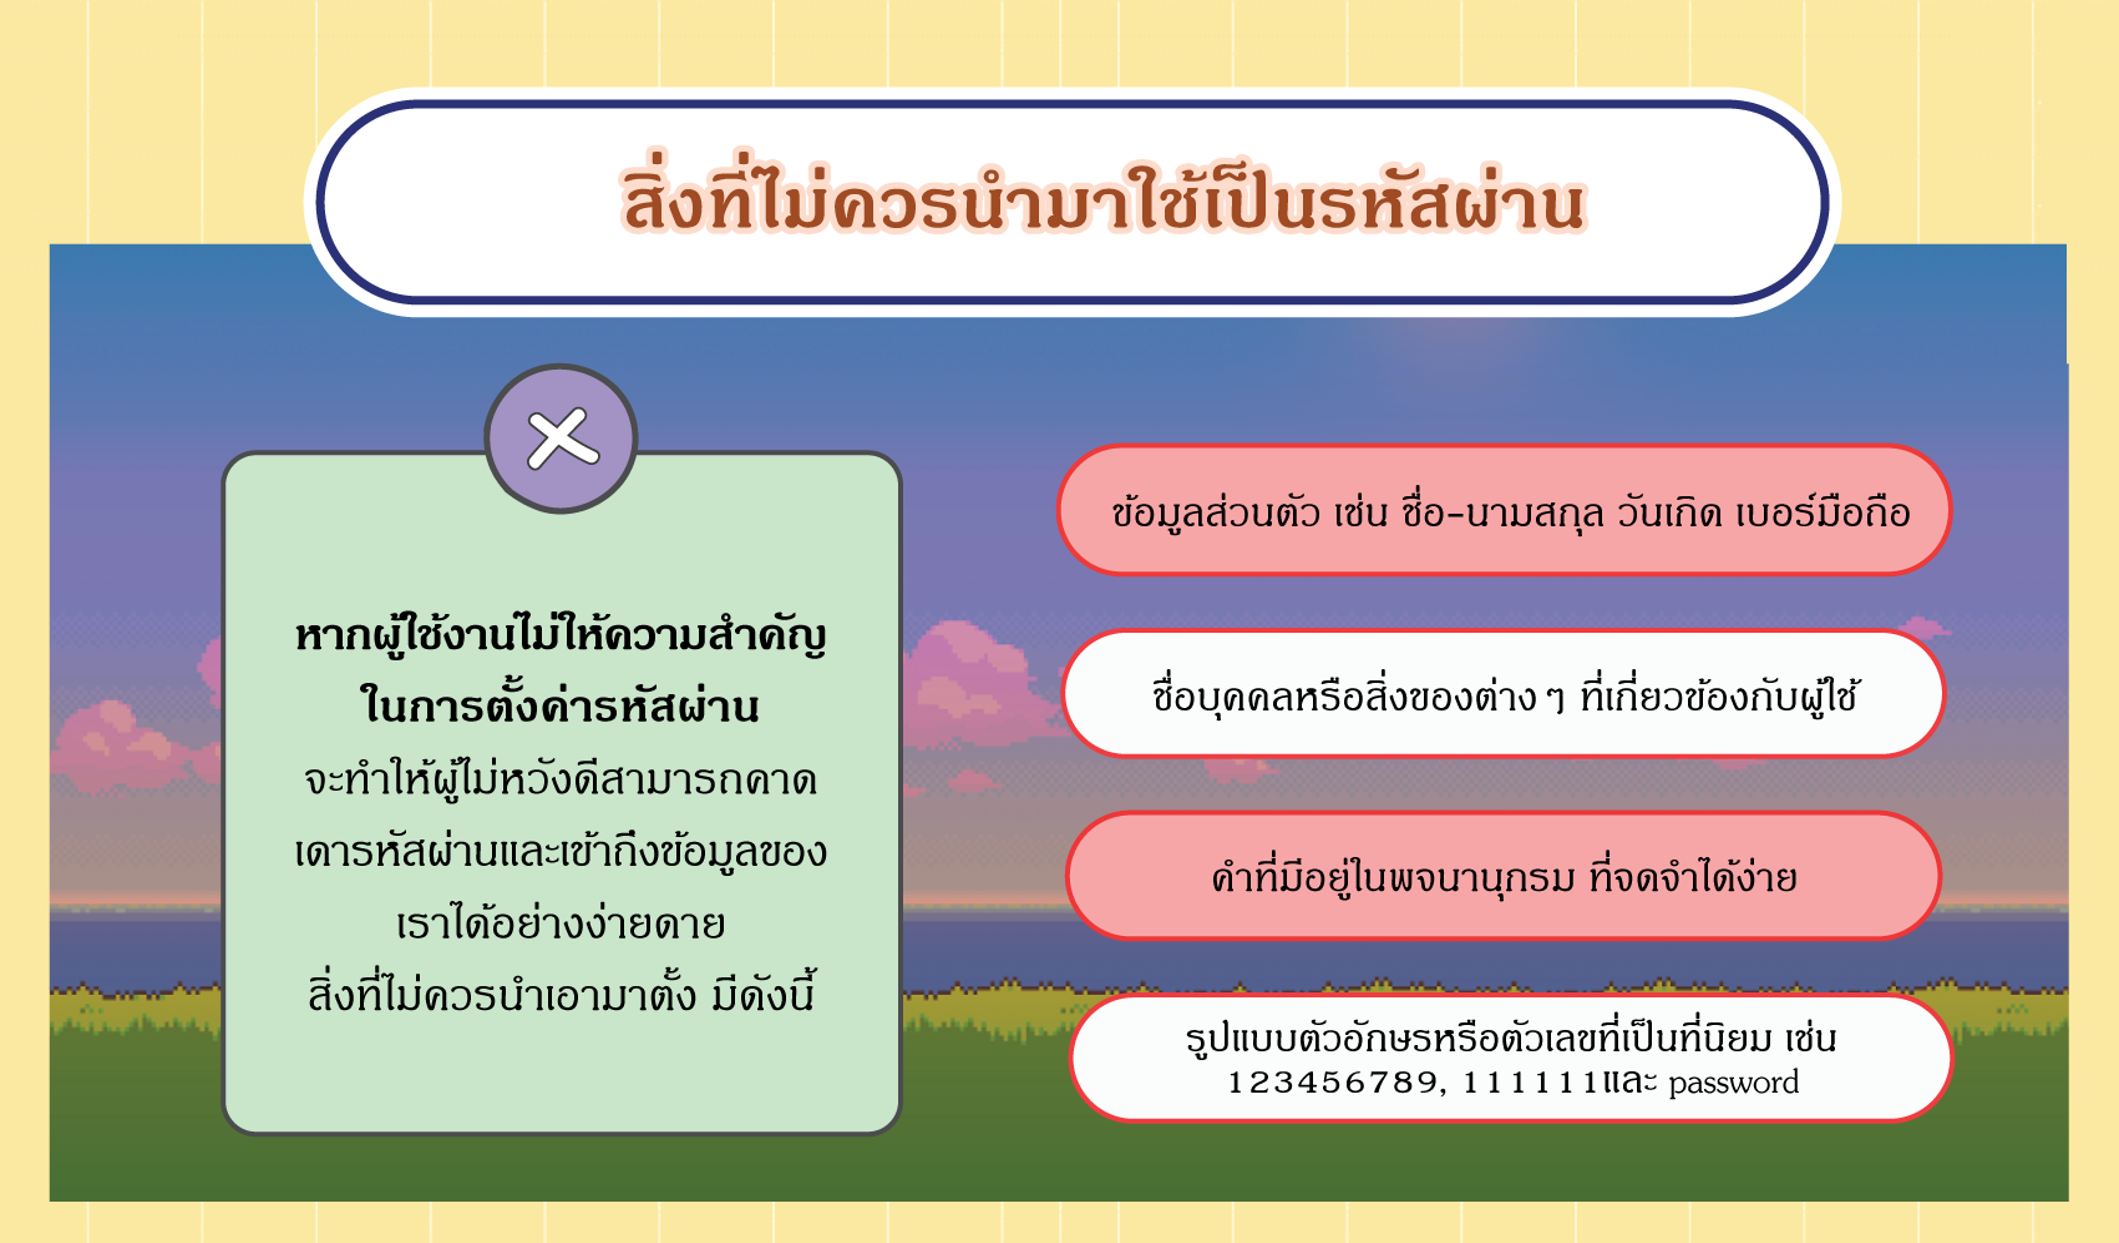 สิ่งที่ไม่ควรนำมาใช้เป็นรหัสผ่าน
หากผู้ใช้งานไม่ให้ความสำคัญ
ในการตั้งค่ารหัสผ่าน
จะทำให้ผู้ไม่หวังดีสามารถคาด
เดารหัสผ่านและเข้าถึงข้อมูลของ
เราได้อย่างง่ายดาย
สิ่งที่ไม่ควรนำเอามาตั้ง มีดังนี้
ข้อมูลส่วนตัว เช่น ชื่อ-นามสกุล วันเกิด เบอร์มือถือ
ชื่อบุคคลหรือสิ่งของต่าง ๆ ที่เกี่ยวข้องกับผู้ใช้
คำที่มีอยู่ในพจนานุกรม ที่จดจำได้ง่าย
รูปแบบตัวอักษรหรือตัวเลขที่เป็นที่นิยม เช่น
123456789, 111111และ password